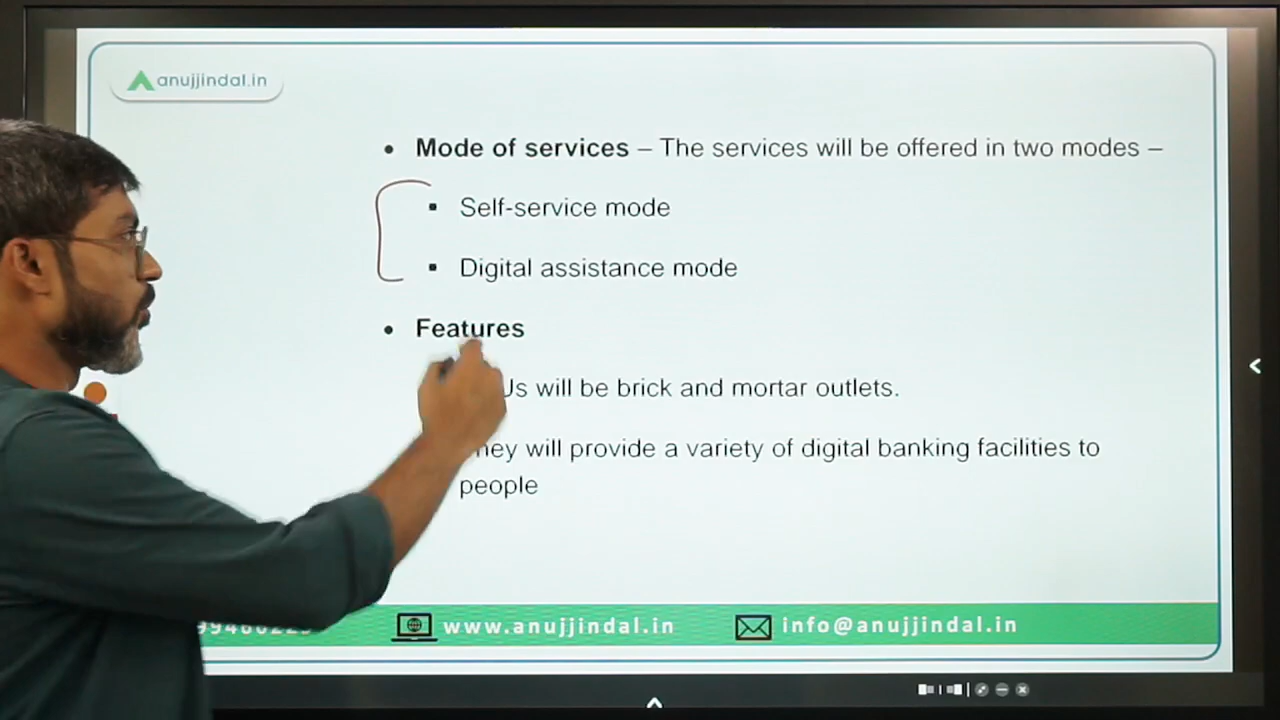 anujjindal.in
• Mode of services – The services will be offered in two modes –
▪ Self-service mode
▪ Digital assistance mode
• Features
will be brick and mortar outlets.
will provide a variety of digital banking facilities to
people
www.anujjindal.in
info@anujjindal.in